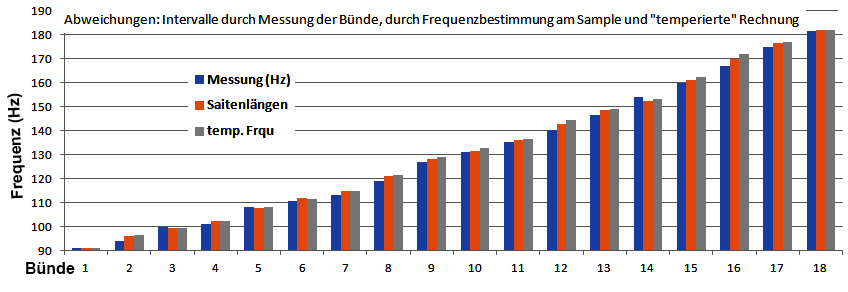 Abweichungen: Intervalle durch Messung der Bünde, durch Frequenzbestimmung am Sample und "temperierte" Rechnung
190
180
170
160
150
140
130
120
110
100
90
Frequenz (Hz)
Messung (Hz)
Saitenlängen
temp. Frqu
Bünde 1 2 3 4 5 6 7 8 9 10 11 12 13 14 15 16 17 18